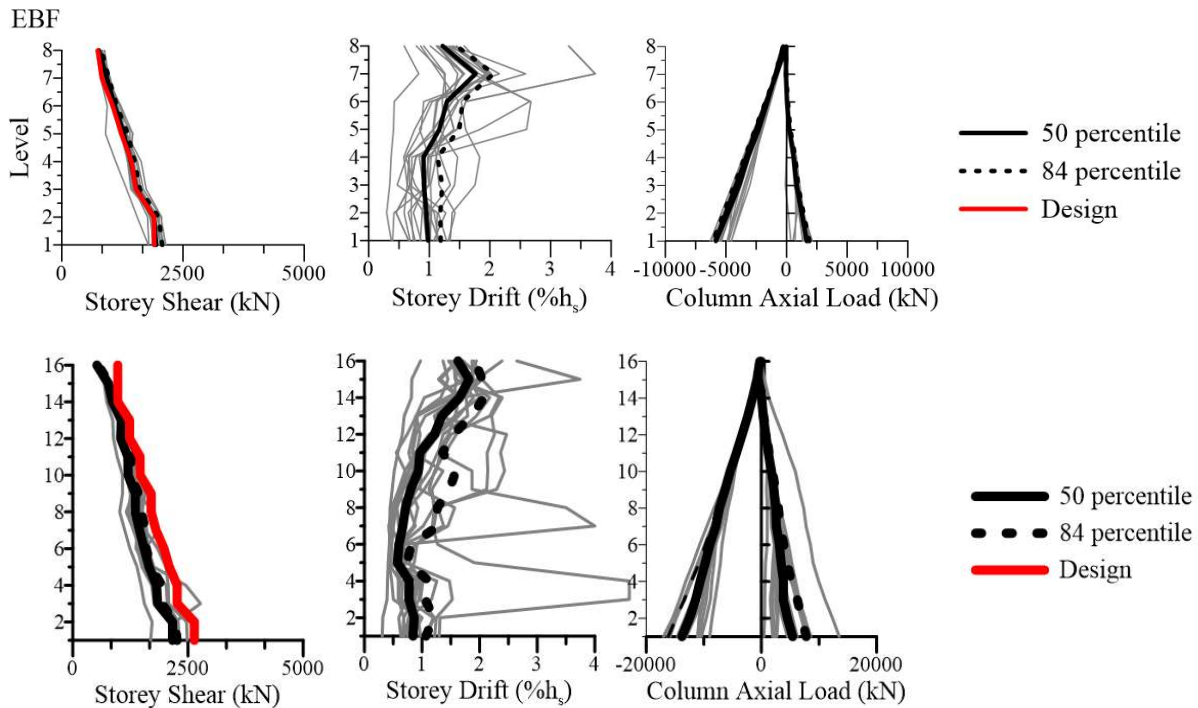 EBF
8
7
6
5
4
3
2
1
Level
0 2500 5000
Storey Shear (kN)
8
7
6
5
4
3
2
1
0 1 2 3 4
Storey Drift (%hs)
8
7
6
5
4
3
2
1
-10000 -5000 0 5000 10000
Column Axial Load (kN)
50 percentile
84 percentile
Design
16
14
12
10
8
6
4
2
0 2500 5000
Storey Shear (kN)
16
14
12
10
8
6
4
2
0 1 2 3 4
Storey Drift (%hs)
16
14
12
10
8
6
4
2
-20000 0 20000
Column Axial Load (kN)
50 percentile
84 percentile
Design